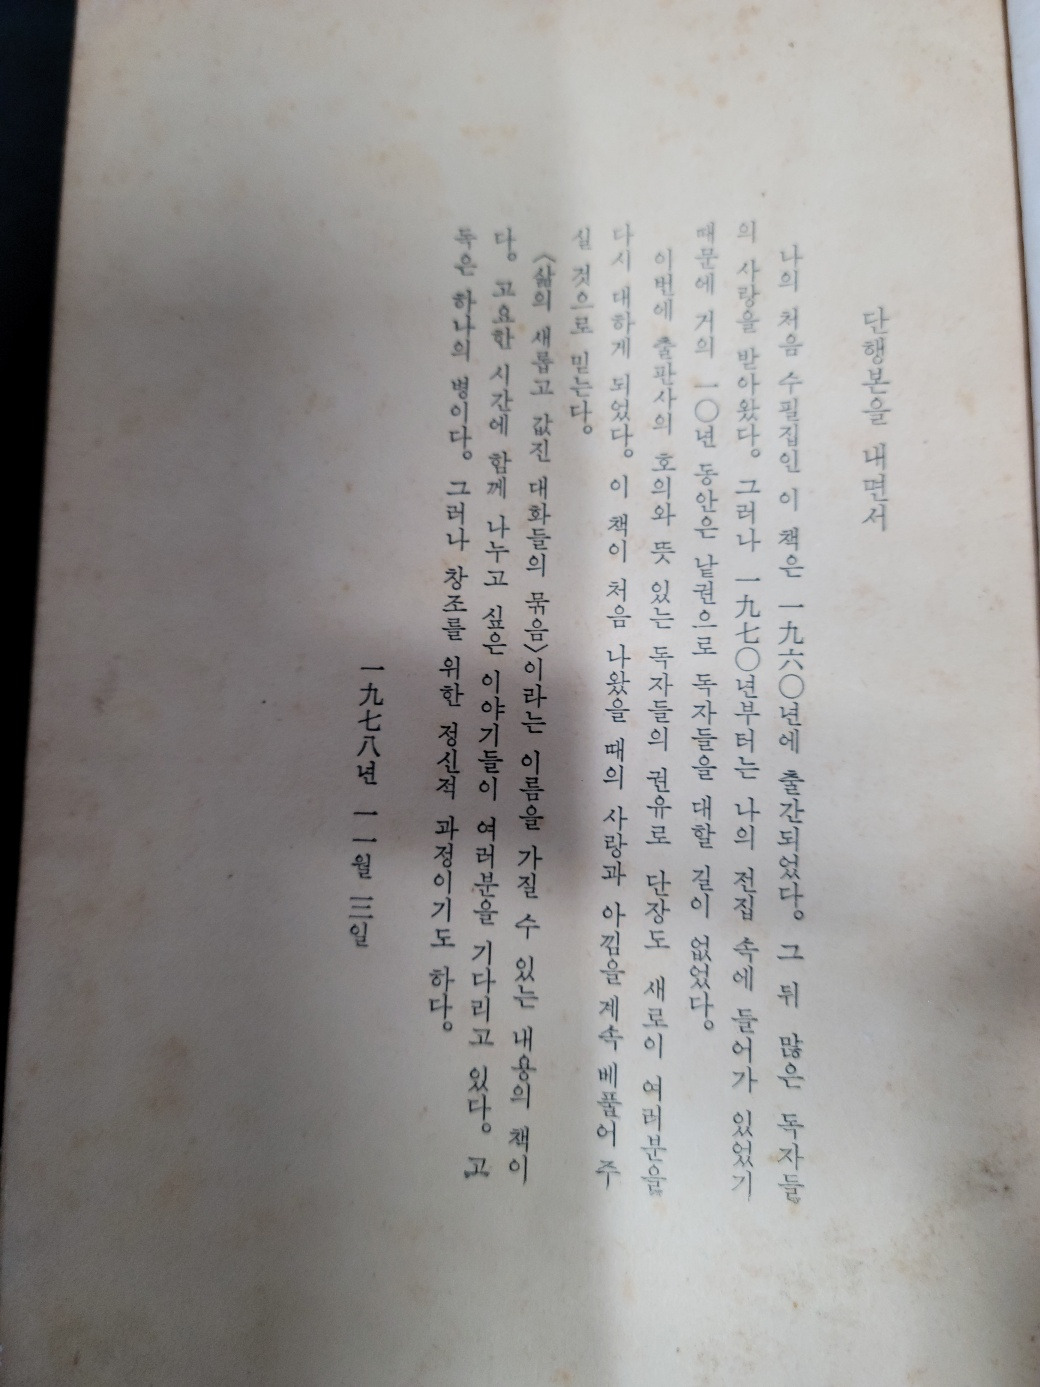 단행본을 내면서
나의 처음 수필집인 이 책은 一九六〇년에 출간되었다。 그 뒤 많은 독자들
의 사랑을 받아왔다。 그러나 一九七〇년부터는 나의 전집 속에 들어가 있었기
때문에 거의 一〇년 동안은 낱권으로 독자들을 대할 길이 없었다。
이번에 출판사의 호의와 뜻 있는 독자들의 권유로 단장도 새로이 여러분을
다시 대하게 되었다。 이 책이 처음 나왔을 때의 사랑과 아낌을 계속 베풀어 주
실 것으로 믿는다。
〈삶의 새롭고 값진 대화들의 묶음〉이라는 이름을 가질 수 있는 내용의 책이
다。 고요한 시간에 함께 나누고 싶은 이야기들이 여러분을 기다리고 있다。 고
독은 하나의 병이다。 그러나 창조를 위한 정신적 과정이기도 하다。
一九七八년 一一월 三일